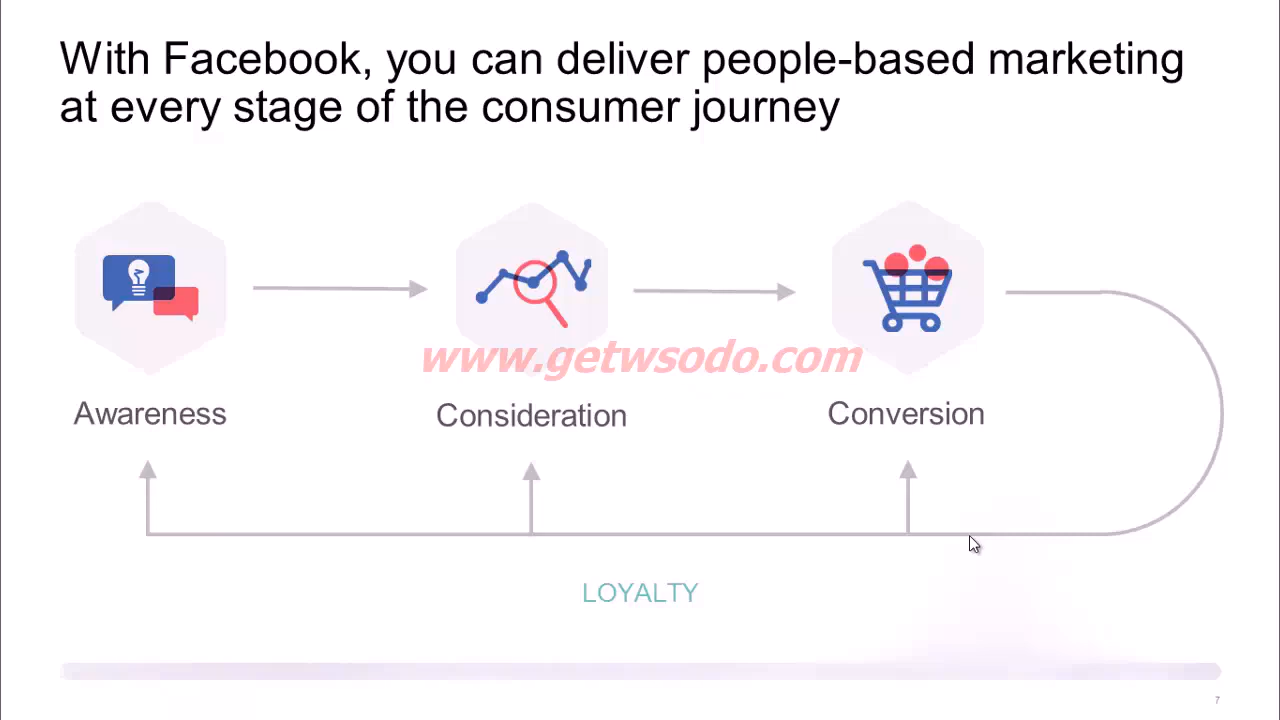 With Facebook, you can deliver people-based marketing
at every stage of the consumer journey
www.getwsodo.com
Awareness
Consideration
Conversion
LOYALTY
7